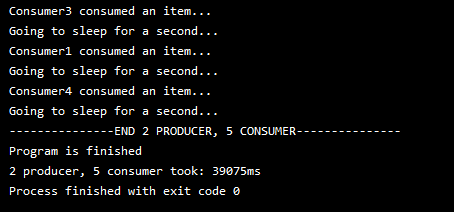 Consumer3 consumed an item...
Going to sleep for a second...
Consumer1 consumed an item...
Going to sleep for a second...
Consumer4 consumed an item...
Going to sleep for a second...
---------------END 2 PRODUCER, 5 CONSUMER---------------
Program is finished
2 producer, 5 consumer took: 39075ms
Process finished with exit code 0